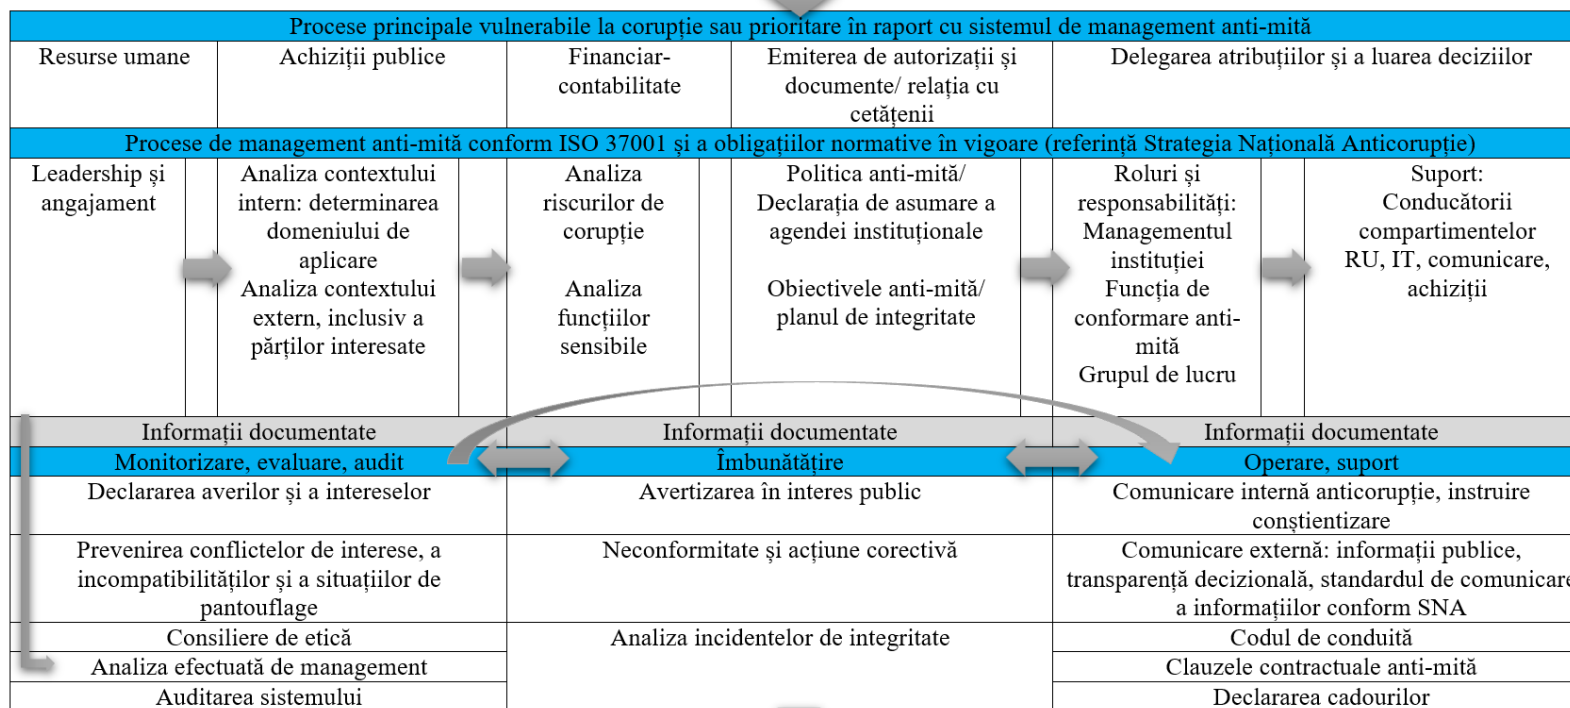 Procese principale vulnerabile la corupție sau prioritare în raport cu sistemul de management anti-mită
Resurse umane
Achiziții publice
Financiar-
contabilitate
Emiterea de autorizații și
documente/ relația cu
cetățenii
Delegarea atribuțiilor și a luarea deciziilor
Procese de management anti-mită conform ISO 37001 și a obligațiilor normative în vigoare (referință Strategia Națională Anticorupție)
Leadership și
angajament
Analiza contextului
intern: determinarea
domeniului de
aplicare
Analiza contextului
extern, inclusiv a
părților interesate
Analiza
riscurilor de
corupție
Analiza
funcțiilor
sensibile
Politica anti-mită/
Declarația de asumare a
agendei instituționale
Obiectivele anti-mită/
planul de integritate
Roluri și
responsabilități:
Managementul
instituției
Funcția de
conformare anti-
mită
Grupul de lucru
Suport:
Conducătorii
compartimentelor
RU, IT, comunicare,
achiziții
Informații documentate
Informații documentate
Informații documentate
Monitorizare, evaluare, audit
Îmbunătățire
Operare, suport
Declararea averilor și a intereselor
Avertizarea în interes public
Comunicare internă anticorupție, instruire
conștientizare
Prevenirea conflictelor de interese, a
incompatibilităților și a situațiilor de
pantouflage
Neconformitate și acțiune corectivă
Comunicare externă: informații publice,
transparență decizională, standardul de comunicare
a informațiilor conform SNA
Consiliere de etică
Analiza incidentelor de integritate
Codul de conduită
Analiza efectuată de management
Clauzele contractuale anti-mită
Auditarea sistemului
Declararea cadourilor